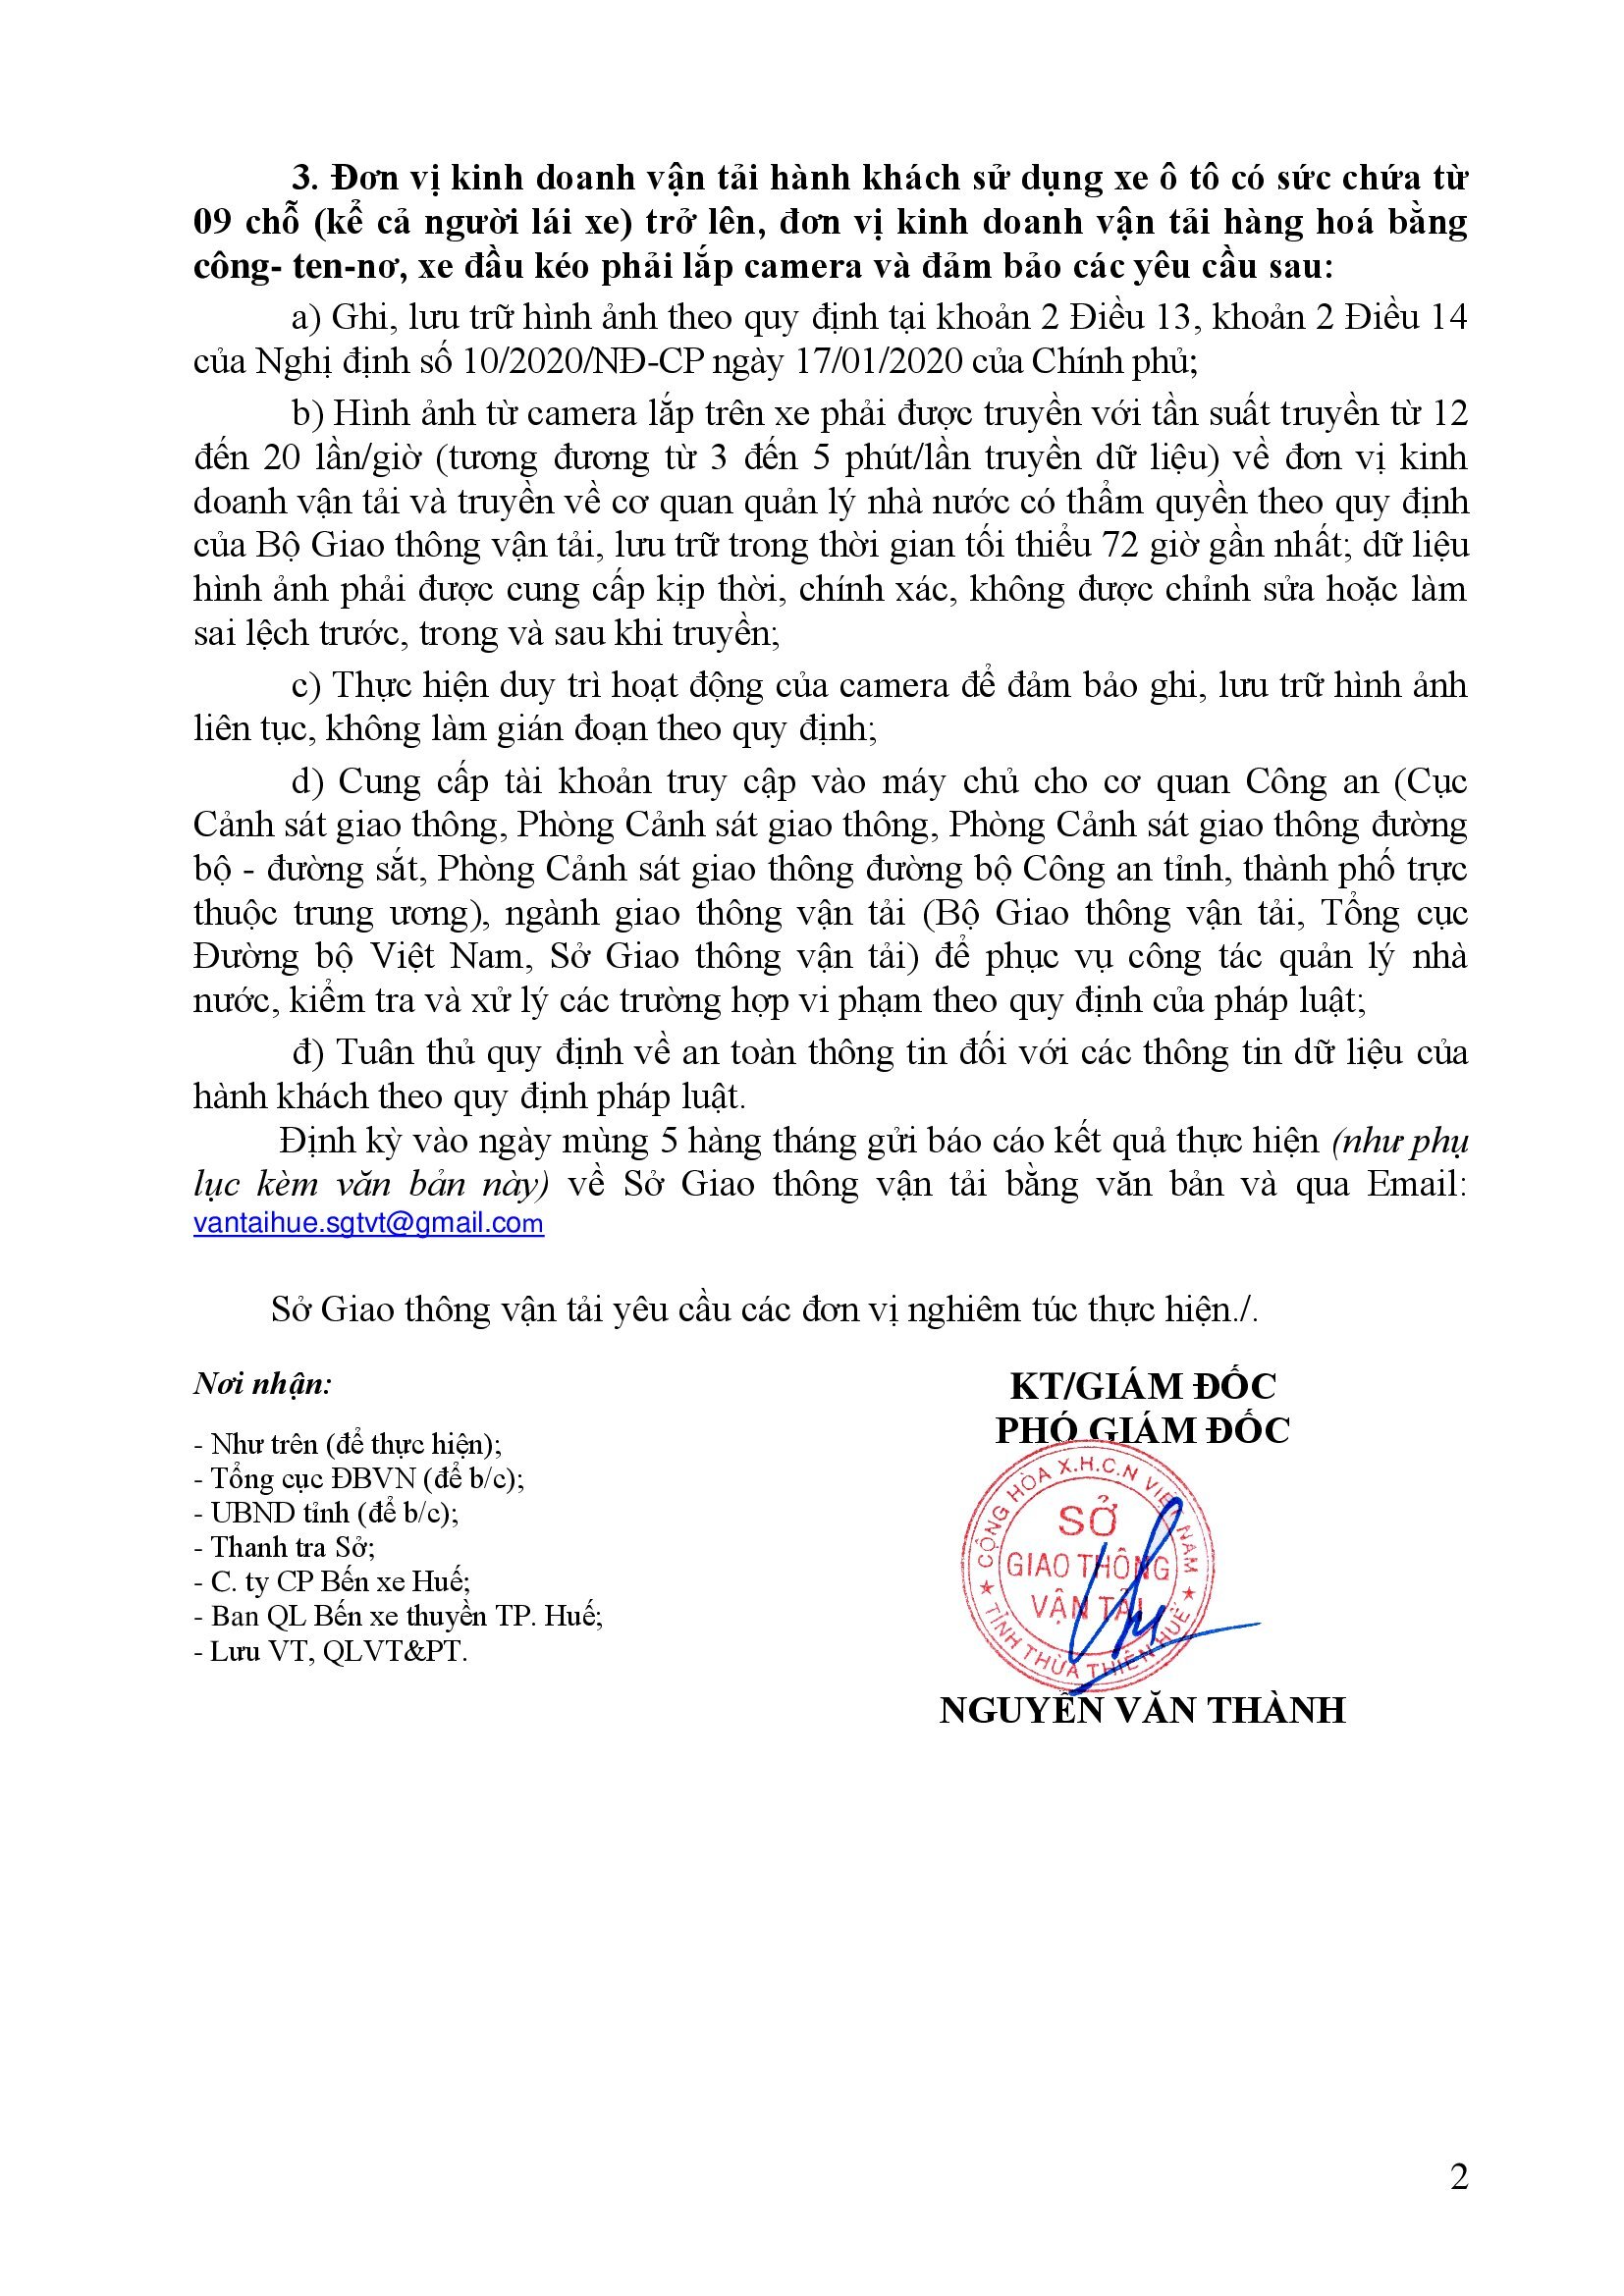 3. Đơn vị kinh doanh vận tải hành khách sử dụng xe ô tô có sức chứa từ
09 chỗ (kể cả người lái xe) trở lên, đơn vị kinh doanh vận tải hàng hoá bằng
công- ten-nơ, xe đầu kéo phải lắp camera và đảm bảo các yêu cầu sau:
a) Ghi, lưu trữ hình ảnh theo quy định tại khoản 2 Điều 13, khoản 2 Điều 14
của Nghị định số 10/2020/NĐ-CP ngày 17/01/2020 của Chính phủ;
b) Hình ảnh từ camera lắp trên xe phải được truyền với tần suất truyền từ 12
đến 20 lần/giờ (tương đương từ 3 đến 5 phút/lần truyền dữ liệu) về đơn vị kinh
doanh vận tải và truyền về cơ quan quản lý nhà nước có thẩm quyền theo quy định
của Bộ Giao thông vận tải, lưu trữ trong thời gian tối thiểu 72 giờ gần nhất; dữ liệu
hình ảnh phải được cung cấp kịp thời, chính xác, không được chỉnh sửa hoặc làm
sai lệch trước, trong và sau khi truyền;
c) Thực hiện duy trì hoạt động của camera để đảm bảo ghi, lưu trữ hình ảnh
liên tục, không làm gián đoạn theo quy định;
d) Cung cấp tài khoản truy cập vào máy chủ cho cơ quan Công an (Cục
Cảnh sát giao thông, Phòng Cảnh sát giao thông, Phòng Cảnh sát giao thông đường
bộ - đường sắt, Phòng Cảnh sát giao thông đường bộ Công an tỉnh, thành phố trực
thuộc trung ương), ngành giao thông vận tải (Bộ Giao thông vận tải, Tổng cục
Đường bộ Việt Nam, Sở Giao thông vận tải) để phục vụ công tác quản lý nhà
nước, kiểm tra và xử lý các trường hợp vi phạm theo quy định của pháp luật;
đ) Tuân thủ quy định về an toàn thông tin đối với các thông tin dữ liệu của
hành khách theo quy định pháp luật.
Định kỳ vào ngày mùng 5 hàng tháng gửi báo cáo kết quả thực hiện (như phụ
lục kèm văn bản này) về Sở Giao thông vận tải bằng văn bản và qua Email:
vantaihue.sgtvt@gmail.com
Sở Giao thông vận tải yêu cầu các đơn vị nghiêm túc thực hiện./.
Nơi nhận:
- Như trên (để thực hiện);
- Tổng cục ĐBVN (để b/c);
- UBND tỉnh (để b/c);
- Thanh tra Sở;
- C. ty CP Bến xe Huế;
- Ban QL Bến xe thuyền TP. Huế;
- Lưu VT, QLVT&PT.
KT/GIÁM ĐỐC
PHÓ GIÁM ĐỐC
CỘNG HÒA X.H.C.N VIỆT NAM
SỞ
GIAO THÔNG
VẬN TẢI
TỈNH THỪA THIÊN HUẾ
NGUYỄN VĂN THÀNH
2